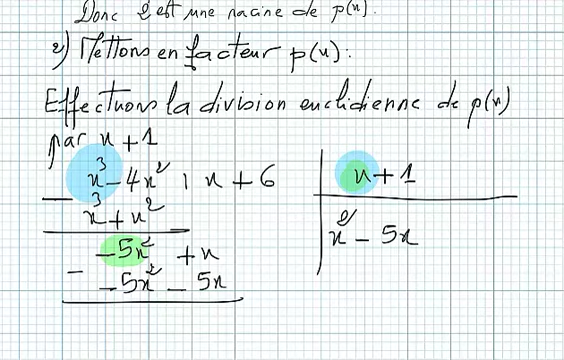 Donc 2 est une racine de p(x).
2) Mettons en facteur p(x) :
Effectuons la division euclidienne de p(x)
par x + 1
x³ - 4x² + x + 6 | x + 1
- x³ + x² | x² - 5x
- 5x² + x
- - 5x² - 5x